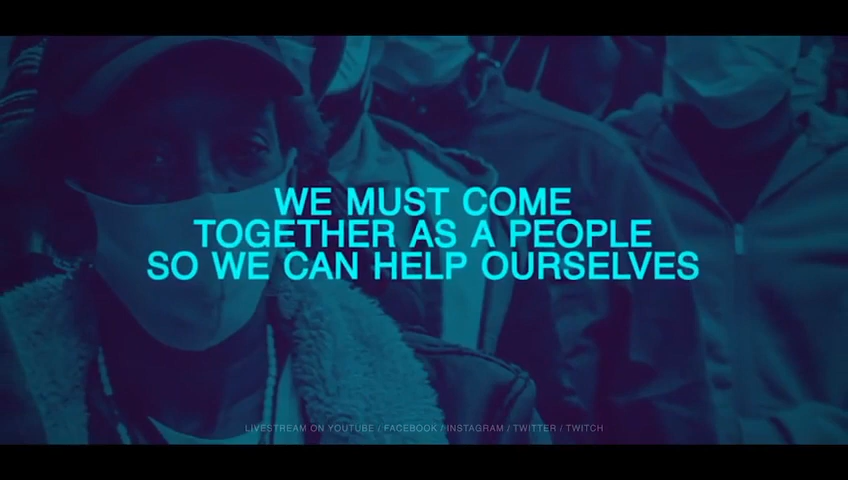 WE MUST COME
TOGETHER AS A PEOPLE
SO WE CAN HELP OURSELVES
LIVESTREAM ON YOUTUBE / FACEBOOK / INSTAGRAM / TWITTER / TWITCH